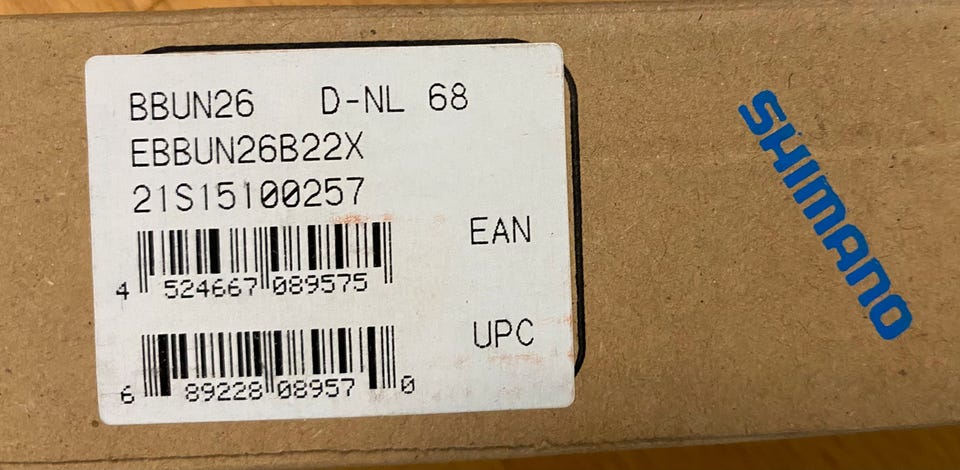 BBUN26 D-NL 68
EBBUN26B22X
21S15100257
EAN
4 524667 089575
UPC
6 89228 08957 0
SHIMANO